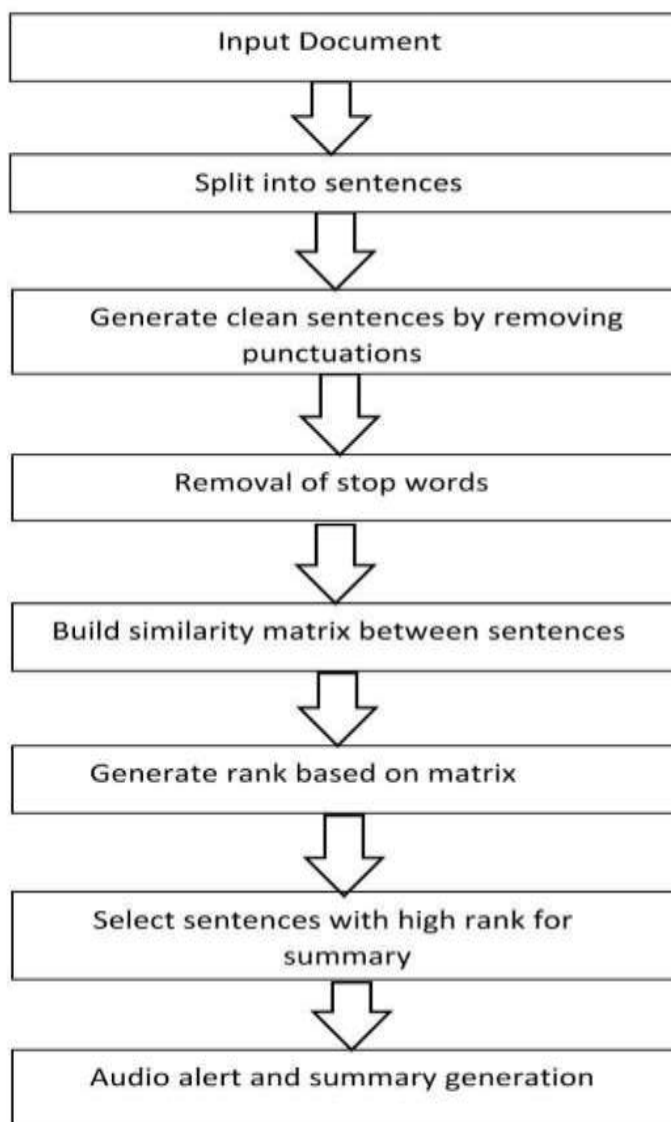 Input Document
Split into sentences
Generate clean sentences by removing
punctuations
Removal of stop words
Build similarity matrix between sentences
Generate rank based on matrix
Select sentences with high rank for
summary
Audio alert and summary generation